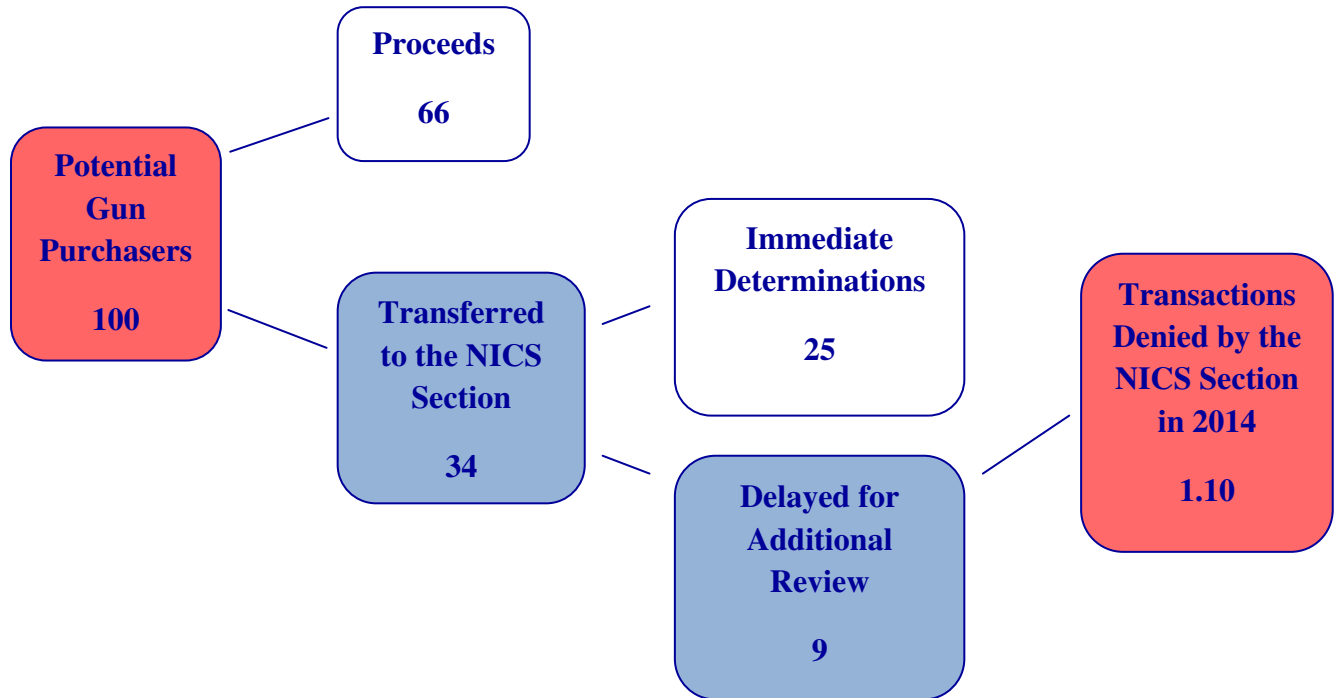 Potential
Gun
Purchasers
100
Proceeds
66
Transferred
to the NICS
Section
34
Immediate
Determinations
25
Delayed for
Additional
Review
9
Transactions
Denied by the
NICS Section
in 2014
1.10